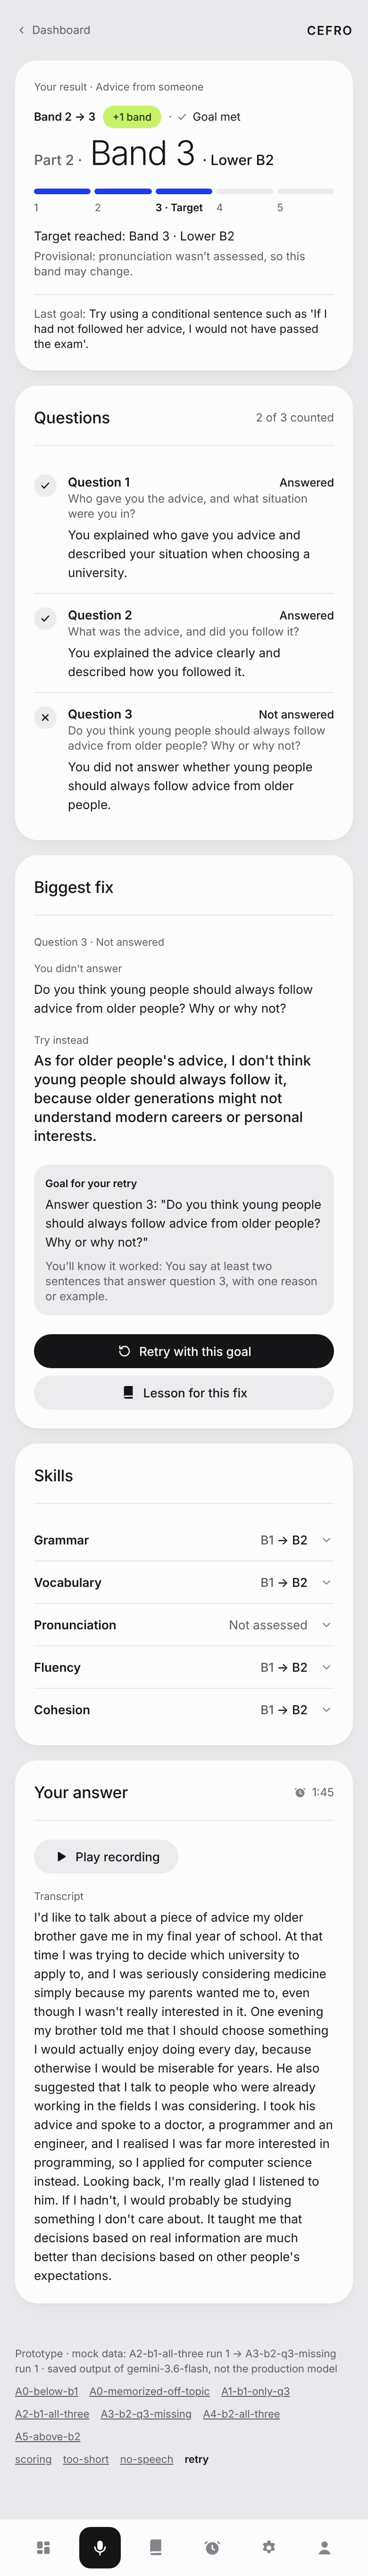 Dashboard
CEFRO
Your result · Advice from someone
Band 2 → 3 +1 band · ✓ Goal met
Part 2 · Band 3 · Lower B2
1 2 3 · Target 4 5
Target reached: Band 3 · Lower B2
Provisional: pronunciation wasn't assessed, so this
band may change.
Last goal: Try using a conditional sentence such as 'If I
had not followed her advice, I would not have passed
the exam'.
Questions
2 of 3 counted
Question 1 Answered
Who gave you the advice, and what situation
were you in?
You explained who gave you advice and
described your situation when choosing a
university.
Question 2 Answered
What was the advice, and did you follow it?
You explained the advice clearly and
described how you followed it.
Question 3 Not answered
Do you think young people should always follow
advice from older people? Why or why not?
You did not answer whether young people
should always follow advice from older
people.
Biggest fix
Question 3 · Not answered
You didn't answer
Do you think young people should always follow
advice from older people? Why or why not?
Try instead
As for older people's advice, I don't think
young people should always follow it,
because older generations might not
understand modern careers or personal
interests.
Goal for your retry
Answer question 3: "Do you think young people
should always follow advice from older people?
Why or why not?"
You'll know it worked: You say at least two
sentences that answer question 3, with one reason
or example.
Retry with this goal
Lesson for this fix
Skills
Grammar B1 → B2
Vocabulary B1 → B2
Pronunciation Not assessed
Fluency B1 → B2
Cohesion B1 → B2
Your answer
1:45
Play recording
Transcript
I'd like to talk about a piece of advice my older
brother gave me in my final year of school. At that
time I was trying to decide which university to
apply to, and I was seriously considering medicine
simply because my parents wanted me to, even
though I wasn't really interested in it. One evening
my brother told me that I should choose something
I would actually enjoy doing every day, because
otherwise I would be miserable for years. He also
suggested that I talk to people who were already
working in the fields I was considering. I took his
advice and spoke to a doctor, a programmer and an
engineer, and I realised I was far more interested in
programming, so I applied for computer science
instead. Looking back, I'm really glad I listened to
him. If I hadn't, I would probably be studying
something I don't care about. It taught me that
decisions based on real information are much
better than decisions based on other people's
expectations.
Prototype · mock data: A2-b1-all-three run 1 → A3-b2-q3-missing
run 1 · saved output of gemini-3.6-flash, not the production model
A0-below-b1 A0-memorized-off-topic A1-b1-only-q3
A2-b1-all-three A3-b2-q3-missing A4-b2-all-three
A5-above-b2
scoring too-short no-speech retry